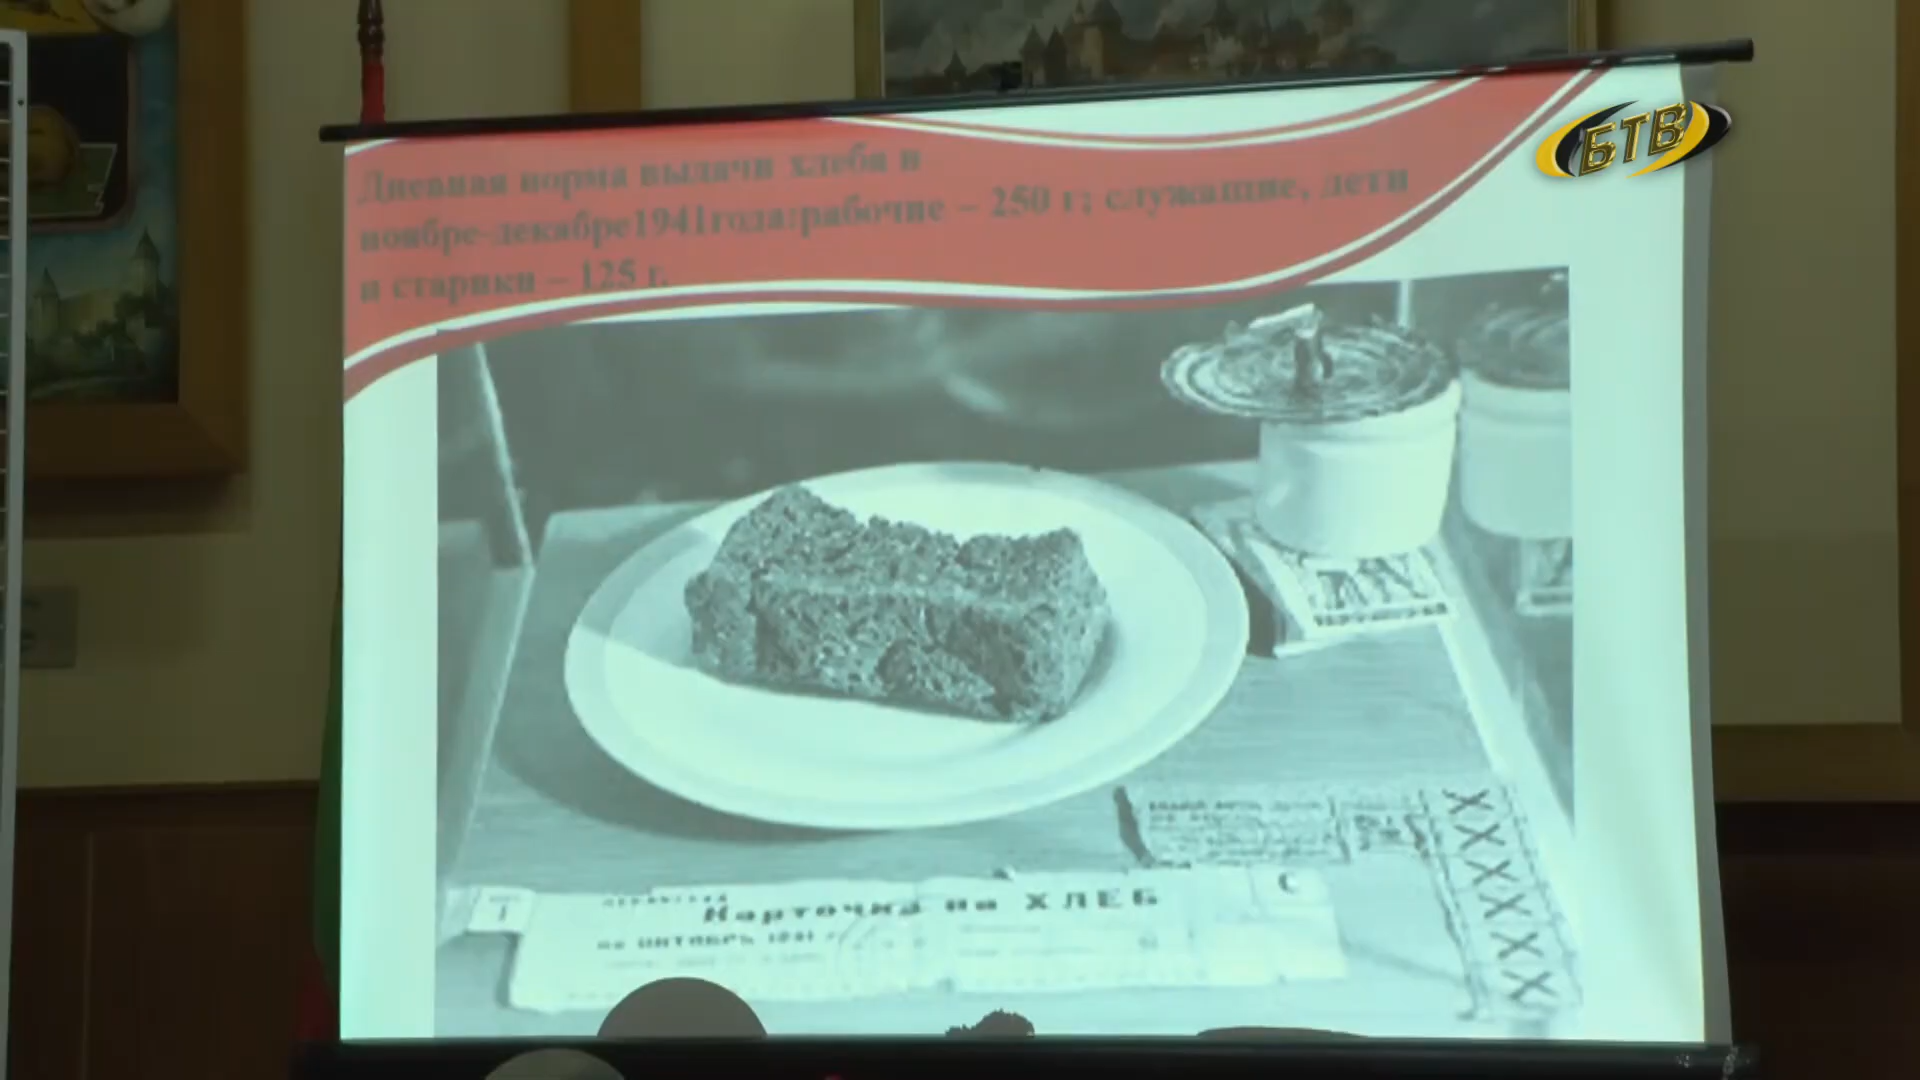 БТВ
Дневная норма выдачи хлеба в
ноябре-декабре1941года:рабочие – 250 г; служащие, дети
и старики – 125 г.
Карточка на ХЛЕБ
С
на ОКТЯБРЬ 1941 г.